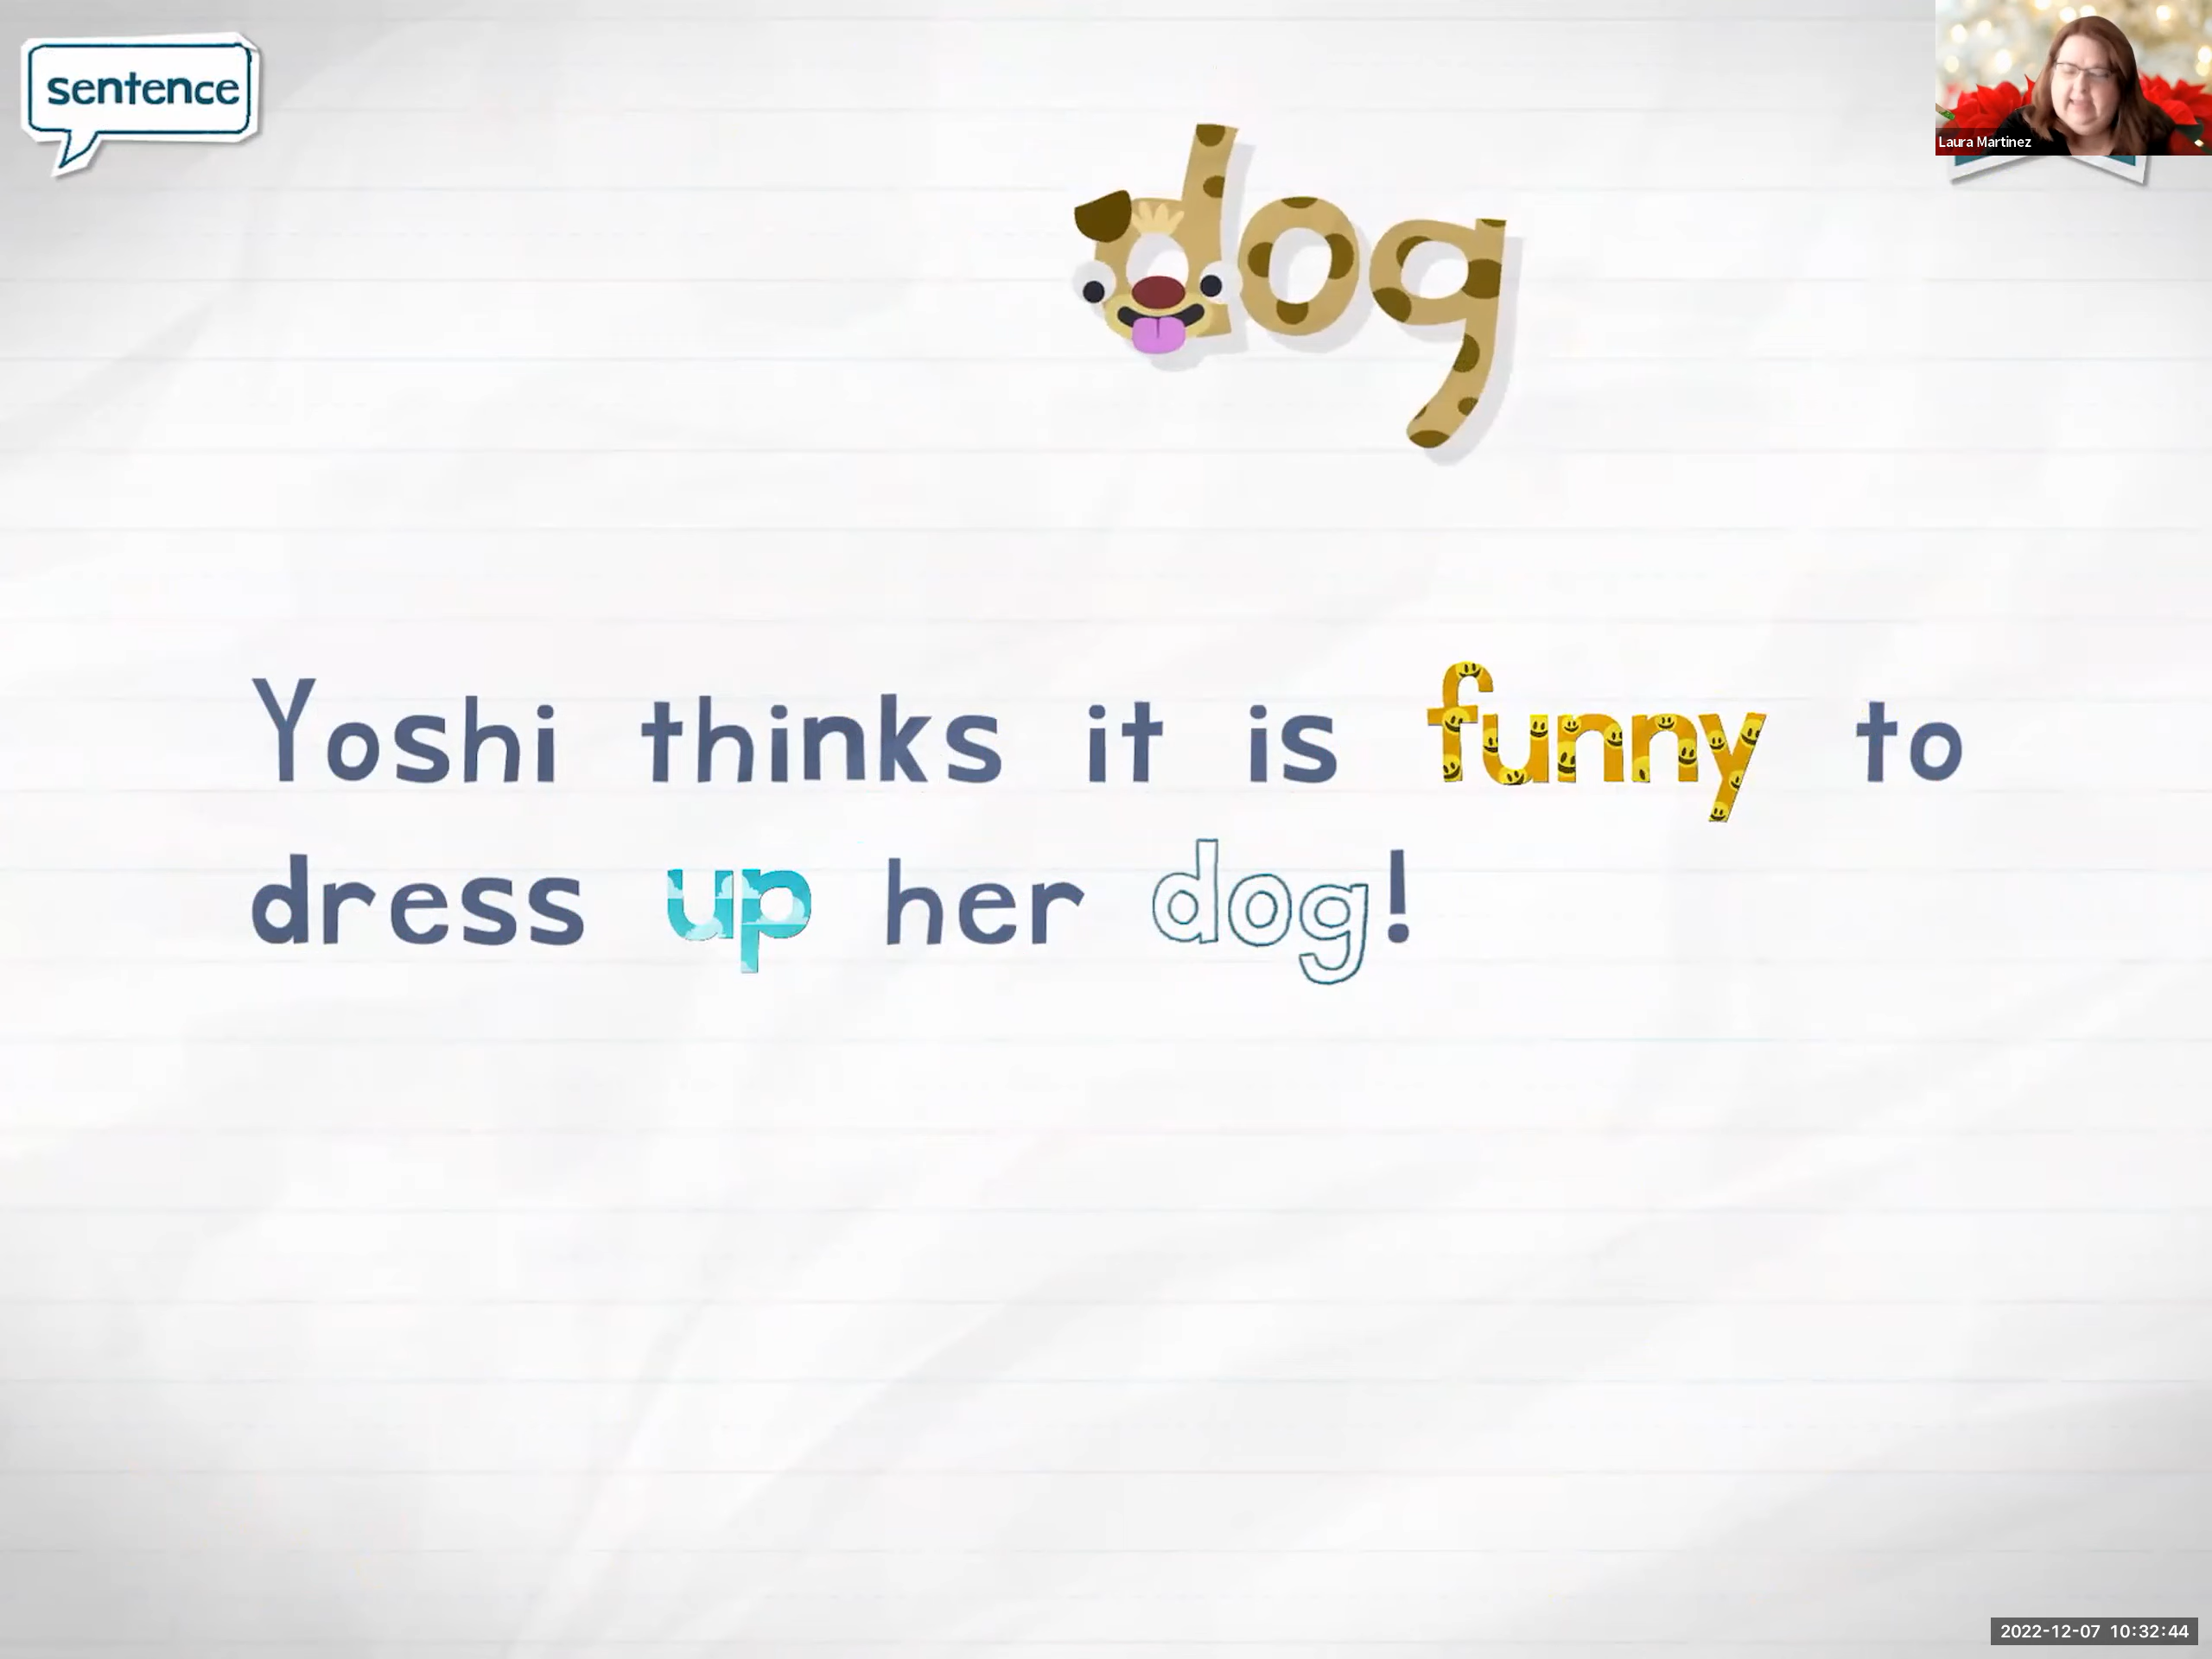 sentence
Laura Martinez
dog
Yoshi thinks it is funny to
dress up her dog!
2022-12-07 10:32:44